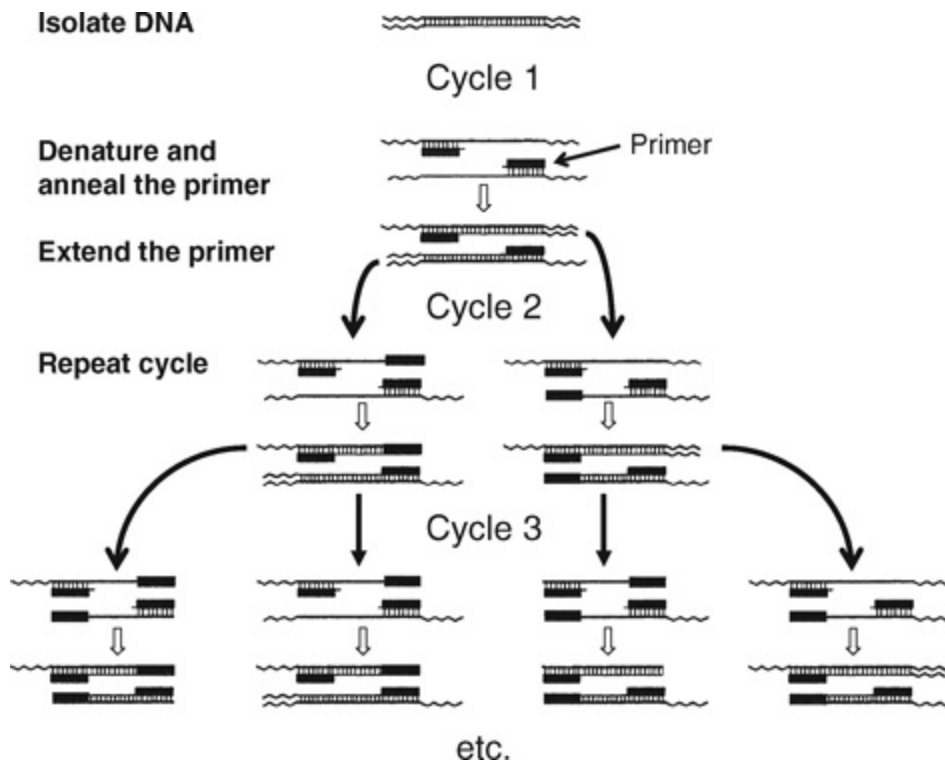 Isolate DNA
Cycle 1
Denature and
anneal the primer
Primer
Extend the primer
Cycle 2
Repeat cycle
Cycle 3
etc.